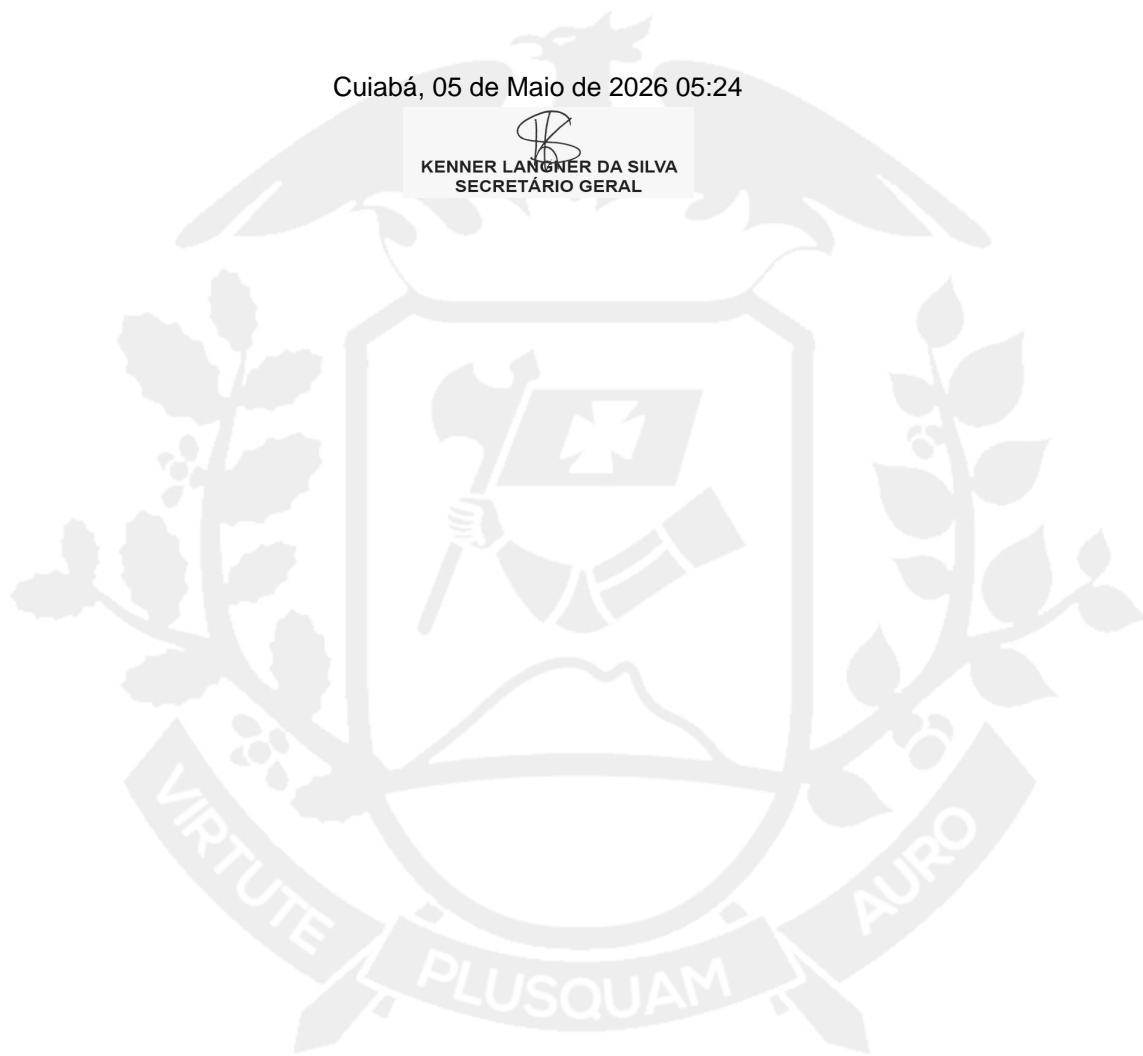 Cuiabá, 05 de Maio de 2026 05:24
KENNER LANGNER DA SILVA
SECRETÁRIO GERAL
VIRTUTE
PLUSQUAM
AURO